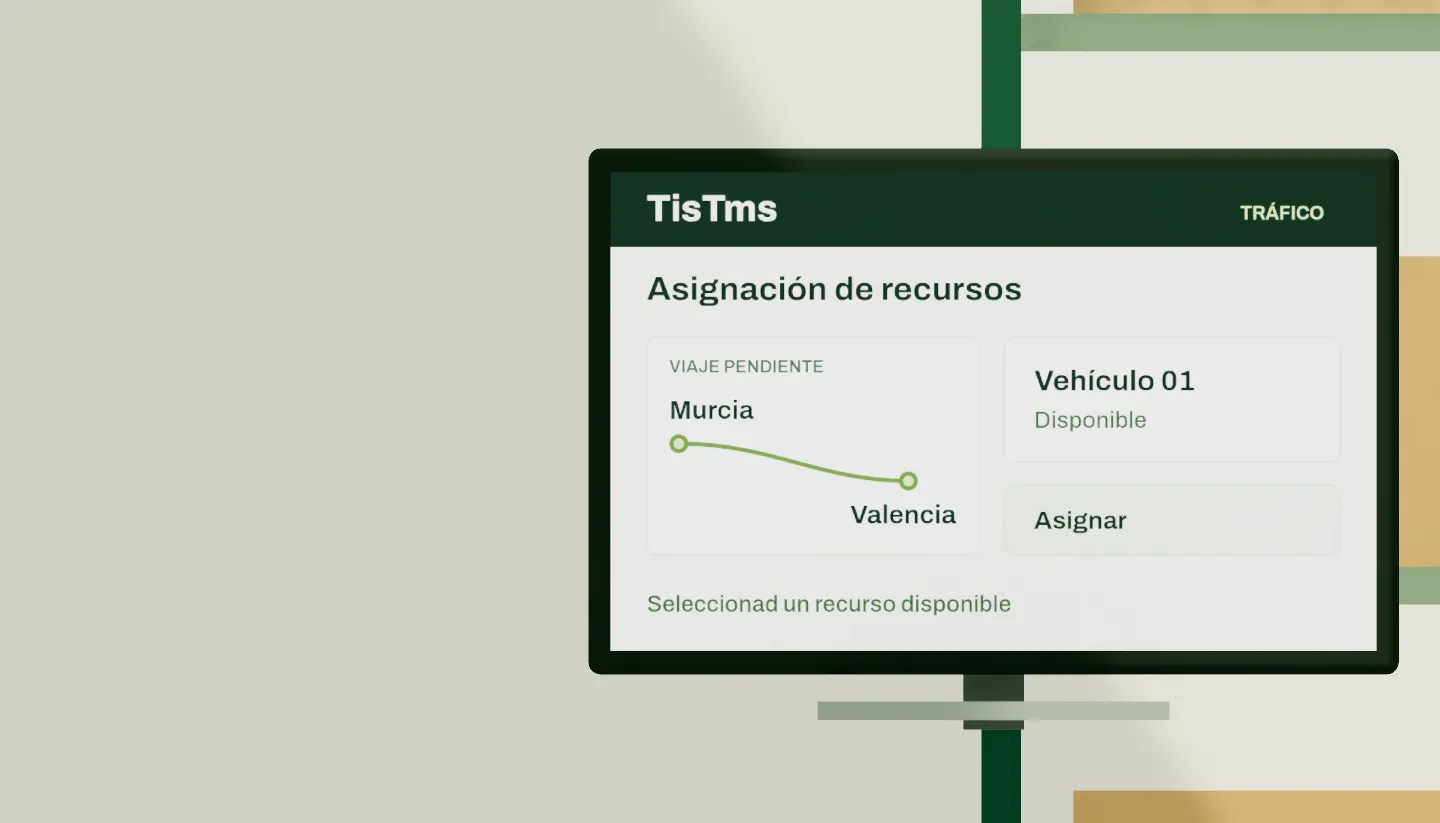 TisTms
TRÁFICO
Asignación de recursos
VIAJE PENDIENTE
Murcia
Valencia
Vehículo 01
Disponible
Asignar
Seleccionad un recurso disponible